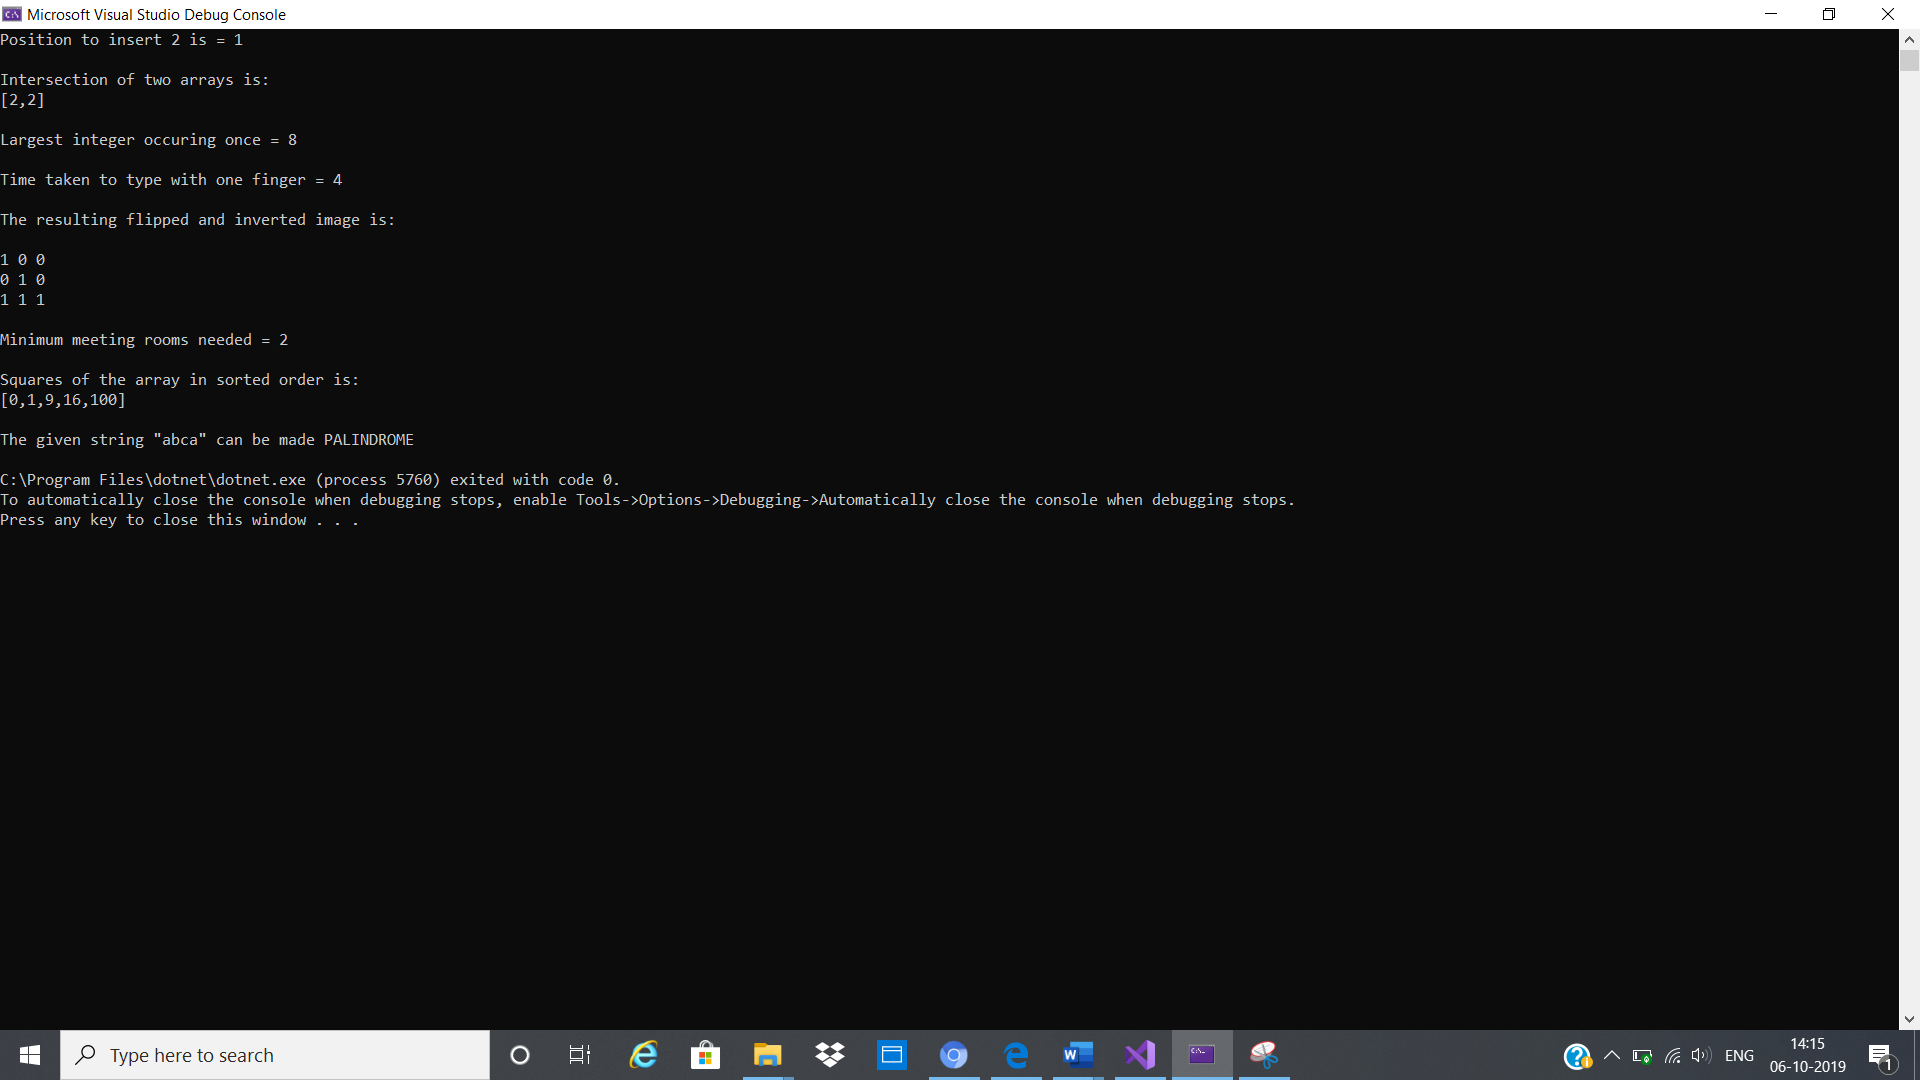 Microsoft Visual Studio Debug Console
Position to insert 2 is = 1
Intersection of two arrays is:
[2,2]
Largest integer occuring once = 8
Time taken to type with one finger = 4
The resulting flipped and inverted image is:
1 0 0
0 1 0
1 1 1
Minimum meeting rooms needed = 2
Squares of the array in sorted order is:
[0,1,9,16,100]
The given string "abca" can be made PALINDROME
C:\Program Files\dotnet\dotnet.exe (process 5760) exited with code 0.
To automatically close the console when debugging stops, enable Tools->Options->Debugging->Automatically close the console when debugging stops.
Press any key to close this window . . .
Type here to search
ENG
14:15
06-10-2019
1